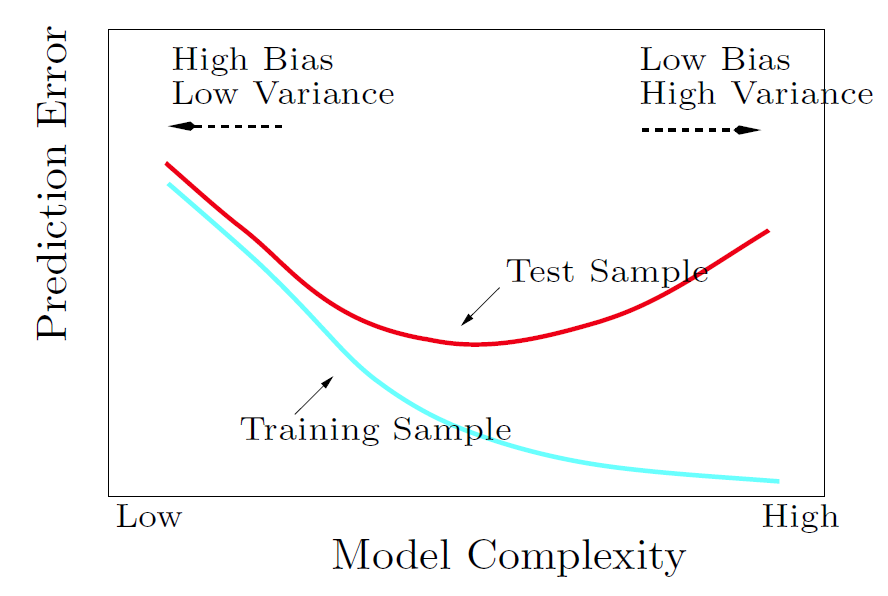 Prediction Error
High Bias
Low Variance
Low Bias
High Variance
Test Sample
Training Sample
Low
High
Model Complexity